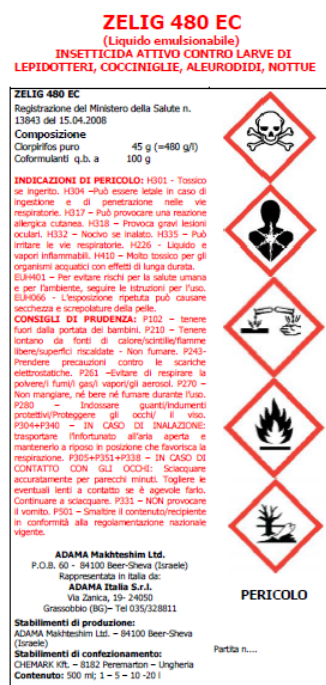 ZELIG 480 EC
(Liquido emulsionabile)
INSETTICIDA ATTIVO CONTRO LARVE DI
LEPIDOTTERI, COCCINIGLIE, ALEURODIDI, NOTTUE
ZELIG 480 EC
Registrazione del Ministero della Salute n.
13843 del 15.04.2008
Composizione
Clorpirifos puro 45 g (=480 g/l)
Coformulanti q.b. a 100 g
INDICAZIONI DI PERICOLO: H301 - Tossico
se ingerito. H304 –Può essere letale in caso di
ingestione e di penetrazione nelle vie
respiratorie. H317 – Può provocare una reazione
allergica cutanea. H318 – Provoca gravi lesioni
oculari. H332 – Nocivo se inalato. H335 – Può
irritare le vie respiratorie. H226 - Liquido e
vapori infiammabili. H410 – Molto tossico per gli
organismi acquatici con effetti di lunga durata.
EUH401 – Per evitare rischi per la salute umana
e per l'ambiente, seguire le istruzioni per l'uso.
EUH066 - L'esposizione ripetuta può causare
secchezza e screpolature della pelle.
CONSIGLI DI PRUDENZA: P102 – tenere
fuori dalla portata dei bambini. P210 – Tenere
lontano da fonti di calore/scintille/fiamme
libere/superfici riscaldate - Non fumare. P243-
Prendere precauzioni contro le scariche
elettrostatiche. P261 –Evitare di respirare la
polvere/i fumi/i gas/i vapori/gli aerosol. P270 –
Non mangiare, né bere né fumare durante l'uso.
P280 – Indossare guanti/indumenti
protettivi/Proteggere gli occhi/ il viso.
P304+P340 – IN CASO DI INALAZIONE:
trasportare l'infortunato all'aria aperta e
mantenerlo a riposo in posizione che favorisca la
respirazione. P305+P351+P338 – IN CASO DI
CONTATTO CON GLI OCCHI: Sciacquare
accuratamente per parecchi minuti. Togliere le
eventuali lenti a contatto se è agevole farlo.
Continuare a sciacquare. P331 – NON provocare
il vomito. P501 – Smaltire il contenuto/recipiente
in conformità alla regolamentazione nazionale
vigente.
ADAMA Makhteshim Ltd.
P.O.B. 60 - 84100 Beer-Sheva (Israele)
Rappresentata in Italia da:
ADAMA Italia S.r.l.
Via Zanica, 19- 24050
Grassobbio (BG)– Tel 035/328811
Stabilimenti di produzione:
ADAMA Makhteshim Ltd. – 84100 Beer-Sheva
(Israele)
Stabilimenti di confezionamento:
CHEMARK Kft. – 8182 Peremarton – Ungheria
Contenuto: 500 ml; 1 – 5 – 10 -20 l
PERICOLO
Partita n....